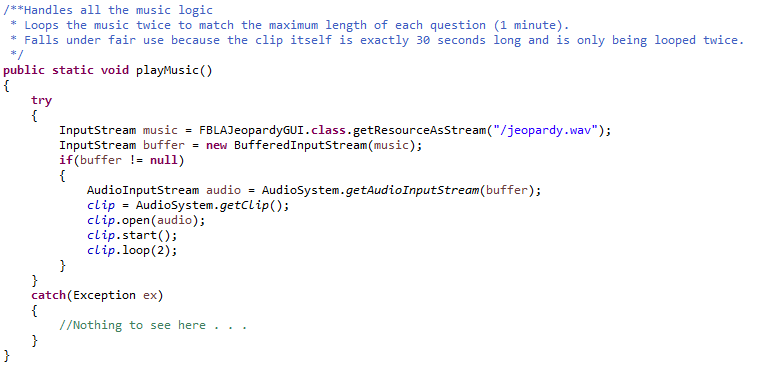 /**Handles all the music logic
 * Loops the music twice to match the maximum length of each question (1 minute).
 * Falls under fair use because the clip itself is exactly 30 seconds long and is only being looped twice.
 */
public static void playMusic()
{
    try
    {
        InputStream music = FBLAJeopardyGUI.class.getResourceAsStream("/jeopardy.wav");
        InputStream buffer = new BufferedInputStream(music);
        if(buffer != null)
        {
            AudioInputStream audio = AudioSystem.getAudioInputStream(buffer);
            clip = AudioSystem.getClip();
            clip.open(audio);
            clip.start();
            clip.loop(2);
        }
    }
    catch(Exception ex)
    {
        //Nothing to see here . . .
    }
}